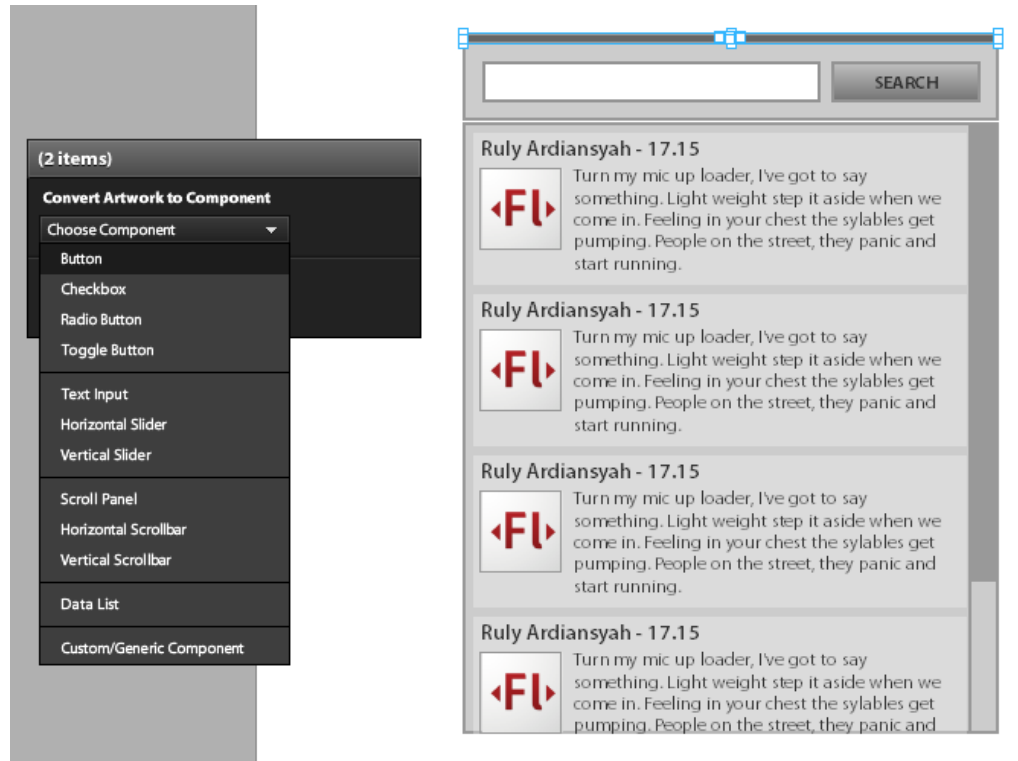 (2 items)
Convert Artwork to Component
Choose Component
Button
Checkbox
Radio Button
Toggle Button
Text Input
Horizontal Slider
Vertical Slider
Scroll Panel
Horizontal Scrollbar
Vertical Scrollbar
Data List
Custom/Generic Component
SEARCH
Ruly Ardiansyah - 17.15
Fl
Turn my mic up loader, I've got to say
something. Light weight step it aside when we
come in. Feeling in your chest the sylables get
pumping. People on the street, they panic and
start running.
Ruly Ardiansyah - 17.15
Fl
Turn my mic up loader, I've got to say
something. Light weight step it aside when we
come in. Feeling in your chest the sylables get
pumping. People on the street, they panic and
start running.
Ruly Ardiansyah - 17.15
Fl
Turn my mic up loader, I've got to say
something. Light weight step it aside when we
come in. Feeling in your chest the sylables get
pumping. People on the street, they panic and
start running.
Ruly Ardiansyah - 17.15
Fl
Turn my mic up loader, I've got to say
something. Light weight step it aside when we
come in. Feeling in your chest the sylables get
pumping. People on the street, they panic and